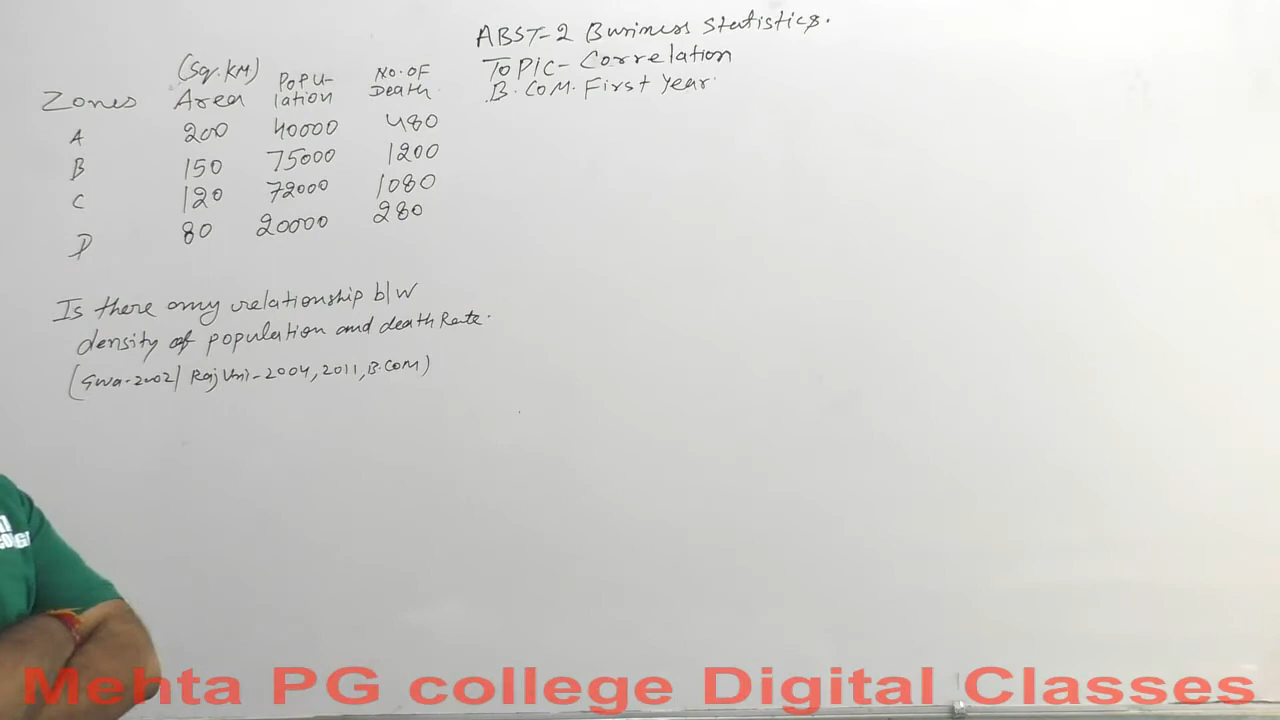 ABST-2 Business Statistics.
Topic- Correlation
B.COM. First Year
Zones (Sq.KM) Area Popu-lation No. of Death
A 200 40000 480
B 150 75000 1200
C 120 72000 1080
D 80 20000 280
Is there any relationship b/w
density of population and death Rate.
(Gwa-2002/ Raj Uni-2004, 2011, B.COM)
Mehta PG college Digital Classes